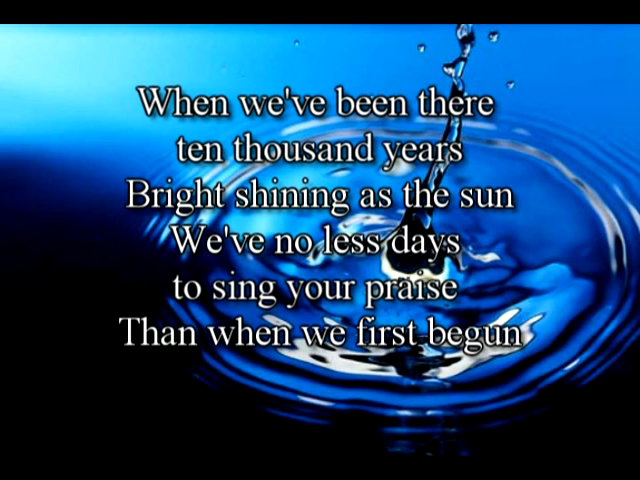 When we've been there
ten thousand years
Bright shining as the sun
We've no less days
to sing your praise
Than when we first begun